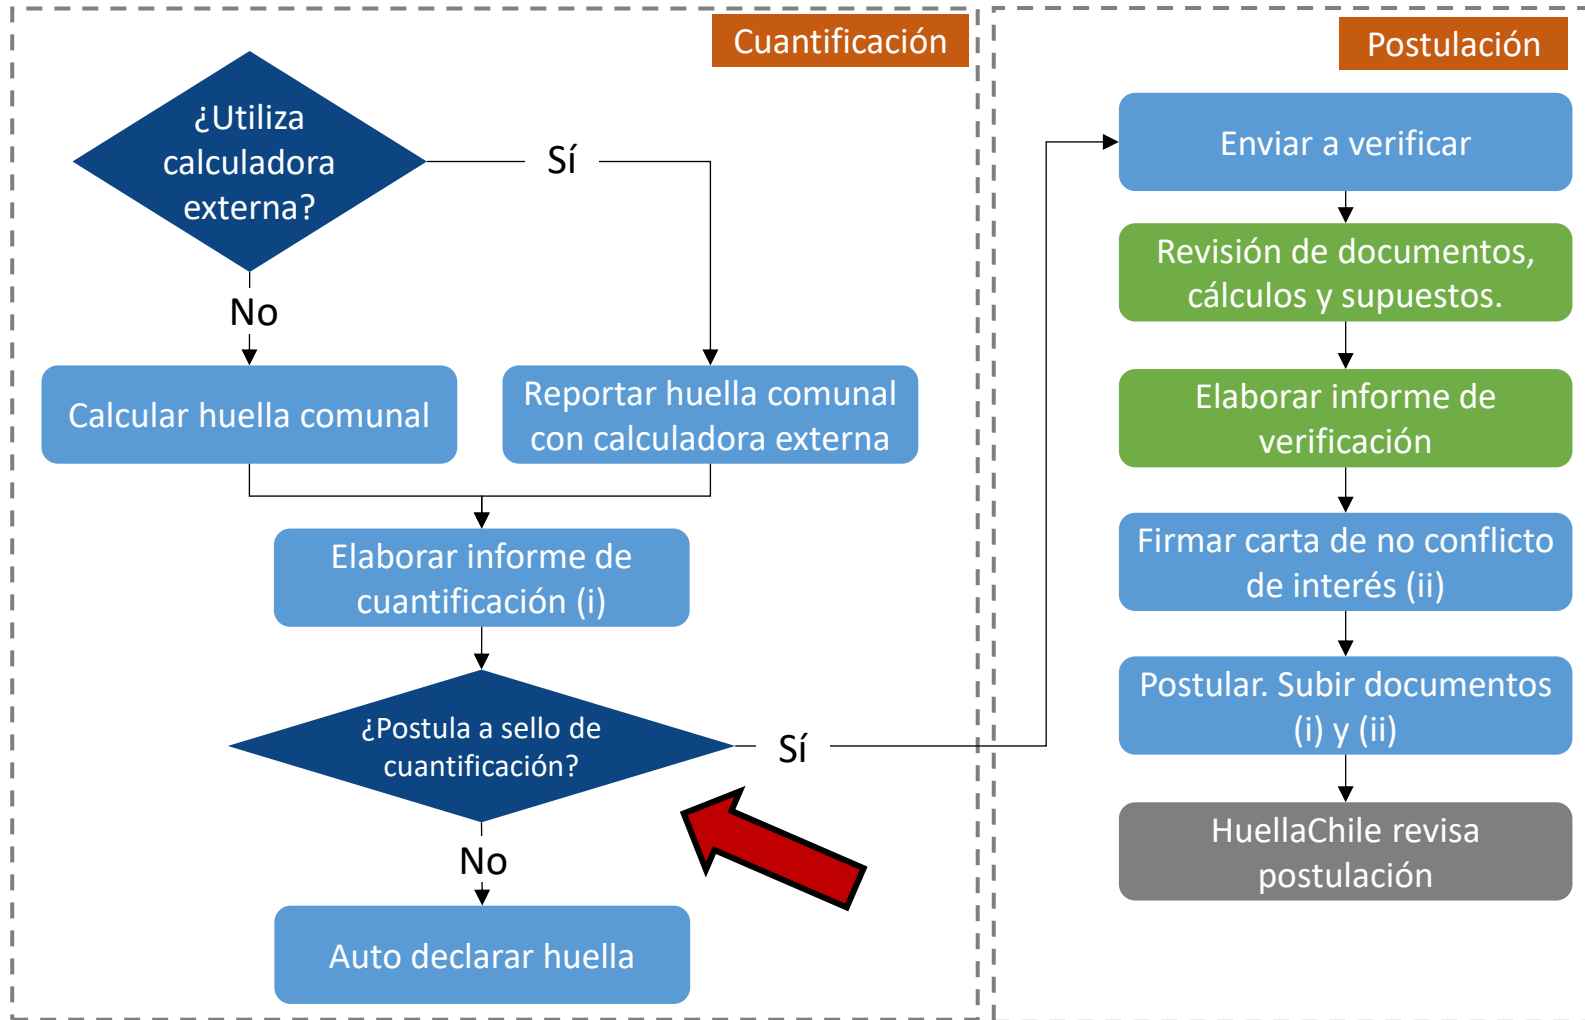 Cuantificación
¿Utiliza
calculadora
externa?
Sí
No
Calcular huella comunal
Reportar huella comunal
con calculadora externa
Elaborar informe de
cuantificación (i)
¿Postula a sello de
cuantificación?
Sí
No
Auto declarar huella
Postulación
Enviar a verificar
Revisión de documentos,
cálculos y supuestos.
Elaborar informe de
verificación
Firmar carta de no conflicto
de interés (ii)
Postular. Subir documentos
(i) y (ii)
HuellaChile revisa
postulación